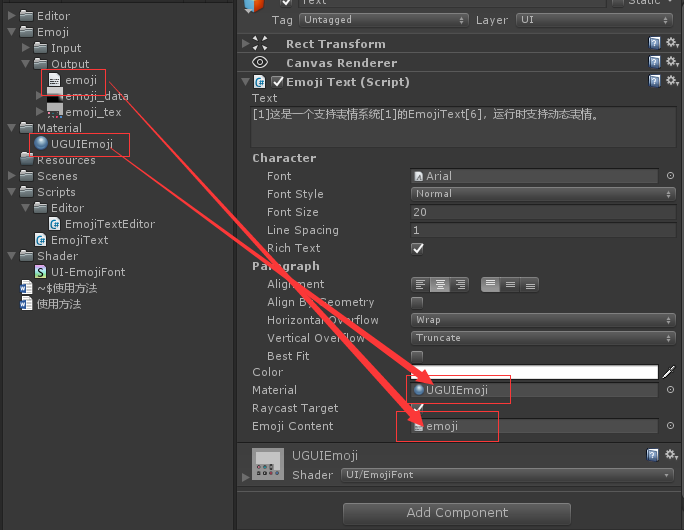 Editor
Emoji
Input
Output
emoji
emoji_data
emoji_tex
Material
UGUIEmoji
Resources
Scenes
Scripts
Editor
EmojiTextEditor
EmojiText
Shader
UI-EmojiFont
~$使用方法
使用方法
Text
Static
Tag Untagged Layer UI
Rect Transform
Canvas Renderer
Emoji Text (Script)
Text
[1]这是一个支持表情系统[1]的EmojiText[6]，运行时支持动态表情。
Character
Font Arial
Font Style Normal
Font Size 20
Line Spacing 1
Rich Text
Paragraph
Alignment
Align By Geometry
Horizontal Overflow Wrap
Vertical Overflow Truncate
Best Fit
Color
Material UGUIEmoji
Raycast Target
Emoji Content emoji
UGUIEmoji
Shader UI/EmojiFont
Add Component